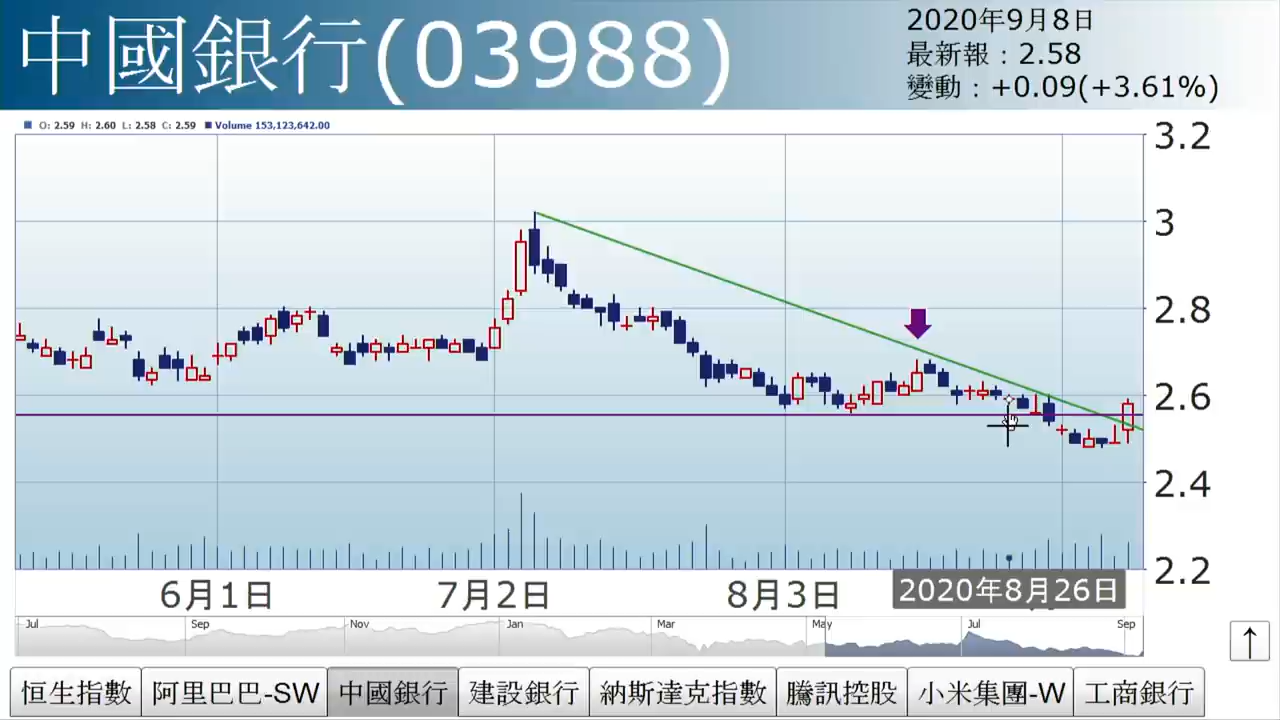 中國銀行(03988)
2020年9月8日
最新報：2.58
變動：+0.09(+3.61%)
O: 2.59 H: 2.60 L: 2.58 C: 2.59 Volume 153,123,642.00
3.2
3
2.8
2.6
2.4
2.2
6月1日 7月2日 8月3日 2020年8月26日
Jul Sep Nov Jan Mar May Jul Sep
恒生指數 阿里巴巴-SW 中國銀行 建設銀行 納斯達克指數 騰訊控股 小米集團-W 工商銀行